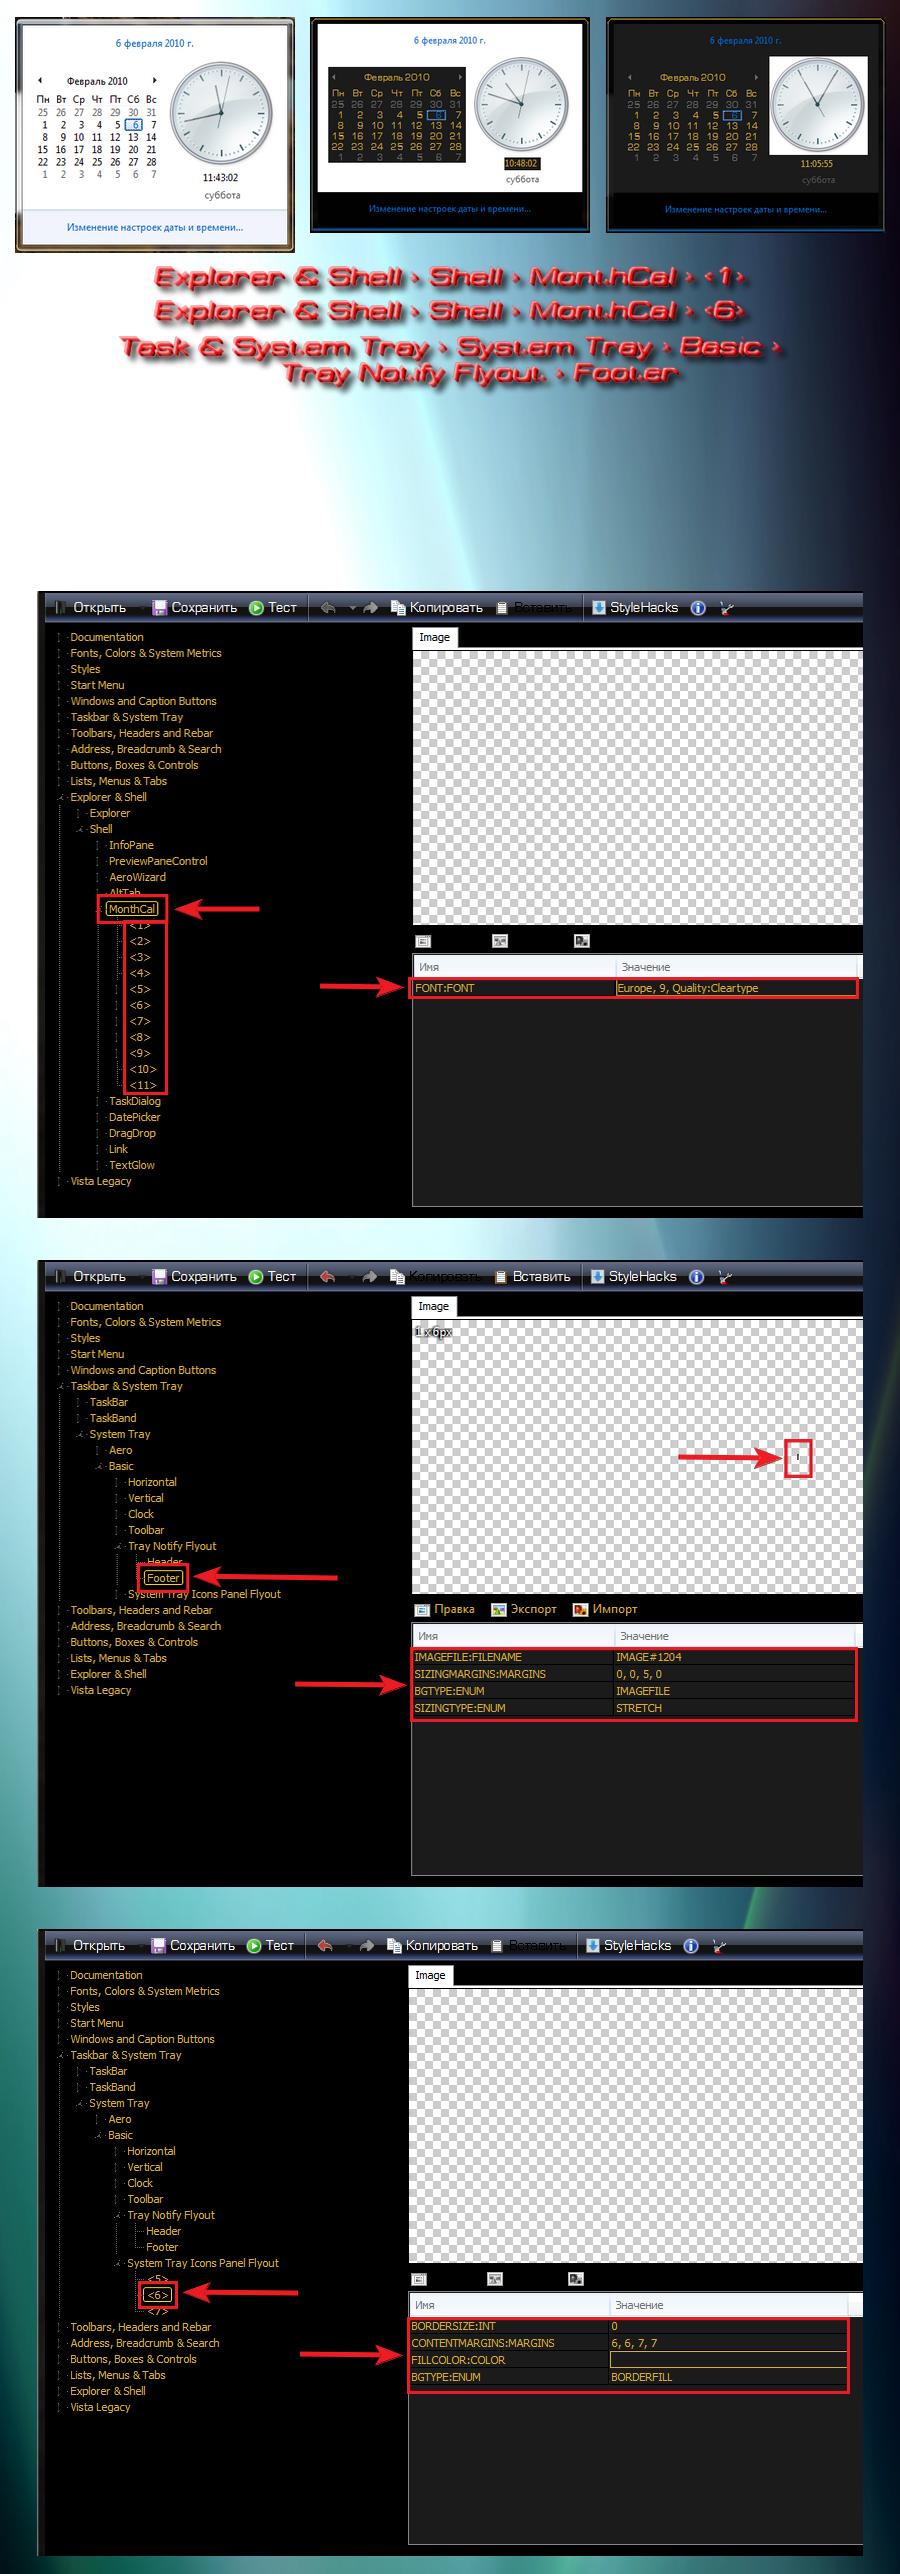 6 февраля 2010 г.
Февраль 2010
Пн Вт Ср Чт Пт Сб Вс
25 26 27 28 29 30 31
1 2 3 4 5 6 7
8 9 10 11 12 13 14
15 16 17 18 19 20 21
22 23 24 25 26 27 28
1 2 3 4 5 6 7
11:43:02
суббота
Изменение настроек даты и времени...
6 февраля 2010 г.
Февраль 2010
Пн Вт Ср Чт Пт Сб Вс
25 26 27 28 29 30 31
1 2 3 4 5 6 7
8 9 10 11 12 13 14
15 16 17 18 19 20 21
22 23 24 25 26 27 28
1 2 3 4 5 6 7
10:48:02
суббота
Изменение настроек даты и времени...
6 февраля 2010 г.
Февраль 2010
Пн Вт Ср Чт Пт Сб Вс
25 26 27 28 29 30 31
1 2 3 4 5 6 7
8 9 10 11 12 13 14
15 16 17 18 19 20 21
22 23 24 25 26 27 28
1 2 3 4 5 6 7
11:05:55
суббота
Изменение настроек даты и времени...
Explorer & Shell > Shell > MonthCal > <1>
Explorer & Shell > Shell > MonthCal > <6>
Task & System Tray > System Tray > Basic >
Tray Notify Flyout > Footer
Открыть Сохранить Тест Копировать Вставить StyleHacks
Documentation
Fonts, Colors & System Metrics
Styles
Start Menu
Windows and Caption Buttons
Taskbar & System Tray
Toolbars, Headers and Rebar
Address, Breadcrumb & Search
Buttons, Boxes & Controls
Lists, Menus & Tabs
Explorer & Shell
Explorer
Shell
InfoPane
PreviewPaneControl
AeroWizard
AltTab
MonthCal
<1>
<2>
<3>
<4>
<5>
<6>
<7>
<8>
<9>
<10>
<11>
TaskDialog
DatePicker
DragDrop
Link
TextGlow
Vista Legacy
Image
Имя Значение
FONT:FONT Europe, 9, Quality:Cleartype
Открыть Сохранить Тест Копировать Вставить StyleHacks
Documentation
Fonts, Colors & System Metrics
Styles
Start Menu
Windows and Caption Buttons
Taskbar & System Tray
TaskBar
TaskBand
System Tray
Aero
Basic
Horizontal
Vertical
Clock
Toolbar
Tray Notify Flyout
Header
Footer
System Tray Icons Panel Flyout
Toolbars, Headers and Rebar
Address, Breadcrumb & Search
Buttons, Boxes & Controls
Lists, Menus & Tabs
Explorer & Shell
Vista Legacy
Image
1 x 6px
Правка Экспорт Импорт
Имя Значение
IMAGEFILE:FILENAME IMAGE#1204
SIZINGMARGINS:MARGINS 0, 0, 5, 0
BGTYPE:ENUM IMAGEFILE
SIZINGTYPE:ENUM STRETCH
Открыть Сохранить Тест Копировать Вставить StyleHacks
Documentation
Fonts, Colors & System Metrics
Styles
Start Menu
Windows and Caption Buttons
Taskbar & System Tray
TaskBar
TaskBand
System Tray
Aero
Basic
Horizontal
Vertical
Clock
Toolbar
Tray Notify Flyout
Header
Footer
System Tray Icons Panel Flyout
<5>
<6>
<7>
Toolbars, Headers and Rebar
Address, Breadcrumb & Search
Buttons, Boxes & Controls
Lists, Menus & Tabs
Explorer & Shell
Vista Legacy
Image
Имя Значение
BORDERSIZE:INT 0
CONTENTMARGINS:MARGINS 6, 6, 7, 7
FILLCOLOR:COLOR
BGTYPE:ENUM BORDERFILL